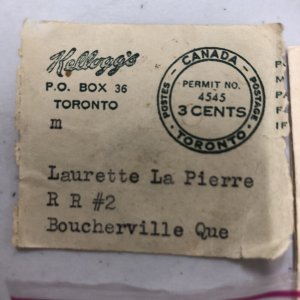 Kellogg's
P.O. BOX 36
TORONTO
m
CANADA
POSTES
PERMIT NO.
4545
3 CENTS
POSTAGE
TORONTO
Laurette La Pierre
R R #2
Boucherville Que